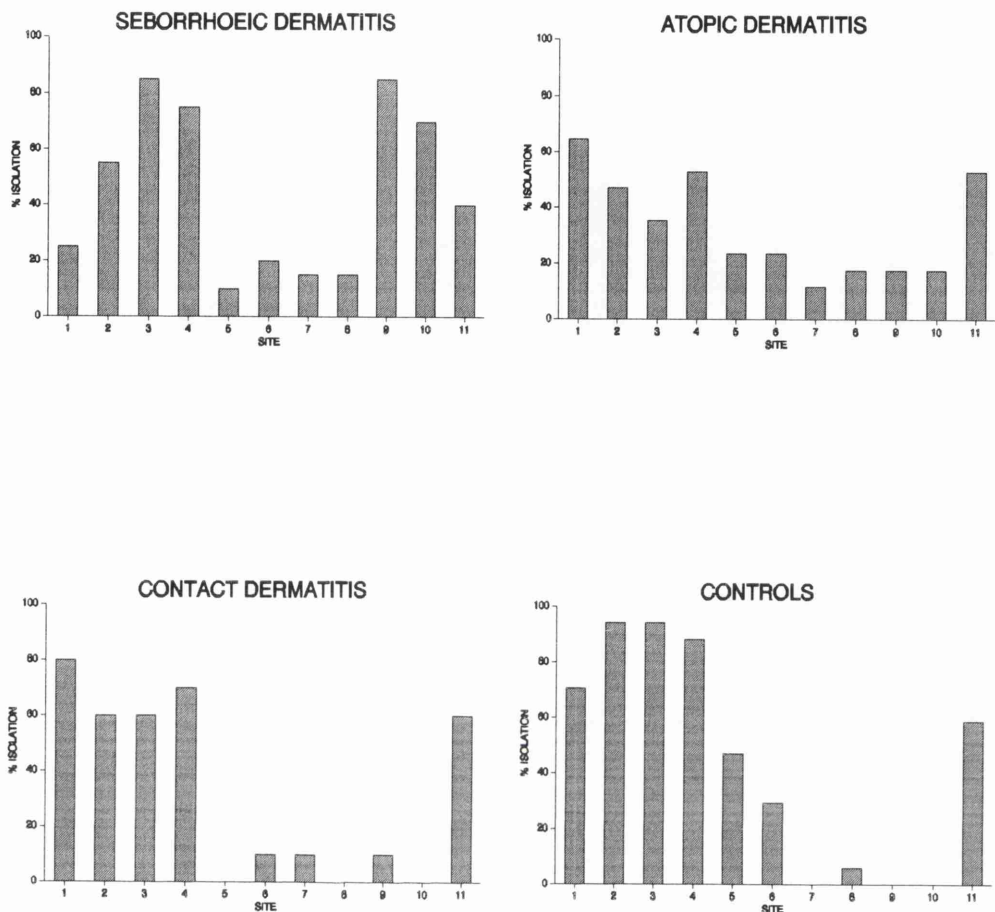 SEBORRHOEIC DERMATITIS
100
80
60
40
20
0
% ISOLATION
1 2 3 4 5 6 7 8 9 10 11
SITE
ATOPIC DERMATITIS
100
80
60
40
20
0
% ISOLATION
1 2 3 4 5 6 7 8 9 10 11
SITE
CONTACT DERMATITIS
100
80
60
40
20
0
% ISOLATION
1 2 3 4 5 6 7 8 9 10 11
SITE
CONTROLS
100
80
60
40
20
0
% ISOLATION
1 2 3 4 5 6 7 8 9 10 11
SITE